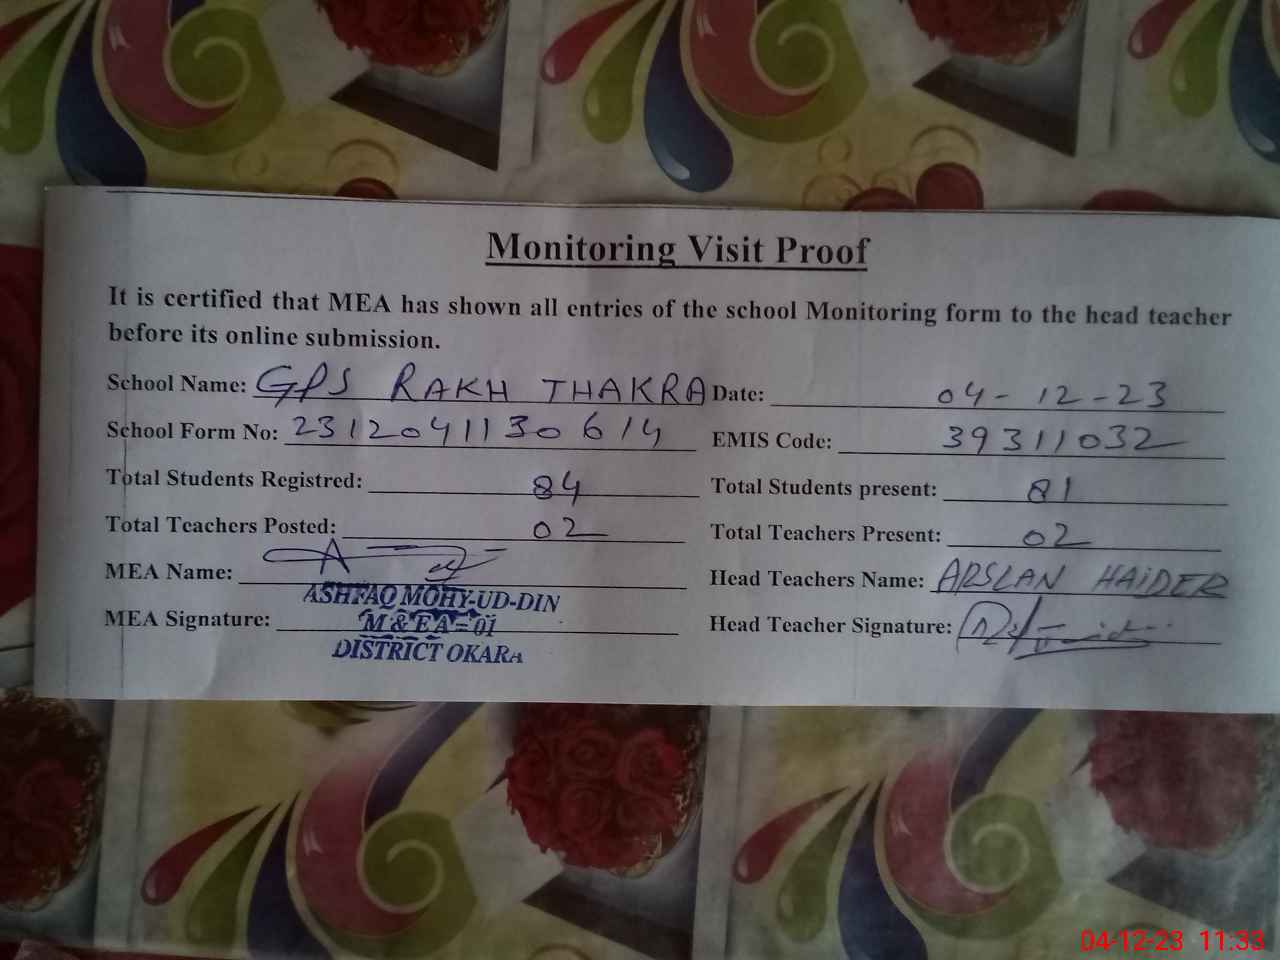 Monitoring Visit Proof
It is certified that MEA has shown all entries of the school Monitoring form to the head teacher
before its online submission.
School Name: GPS RAKH THAKRA Date: 04-12-23
School Form No: 2312041130614 EMIS Code: 39311032
Total Students Registred: 84 Total Students present: 81
Total Teachers Posted: 02 Total Teachers Present: 02
MEA Name: Head Teachers Name: ARSLAN HAIDER
ASHFAQ MOHY-UD-DIN
MEA Signature: M & E A - 01 Head Teacher Signature:
DISTRICT OKARA
04-12-23 11:33